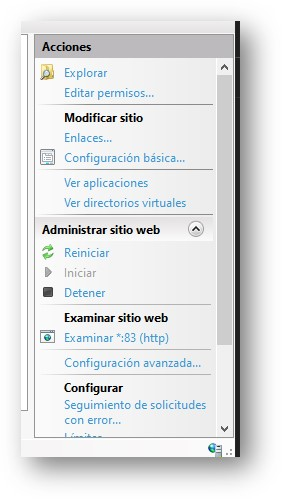 Acciones
Explorar
Editar permisos...
Modificar sitio
Enlaces...
Configuración básica...
Ver aplicaciones
Ver directorios virtuales
Administrar sitio web
Reiniciar
Iniciar
Detener
Examinar sitio web
Examinar *:83 (http)
Configuración avanzada...
Configurar
Seguimiento de solicitudes
con error...
Límites...